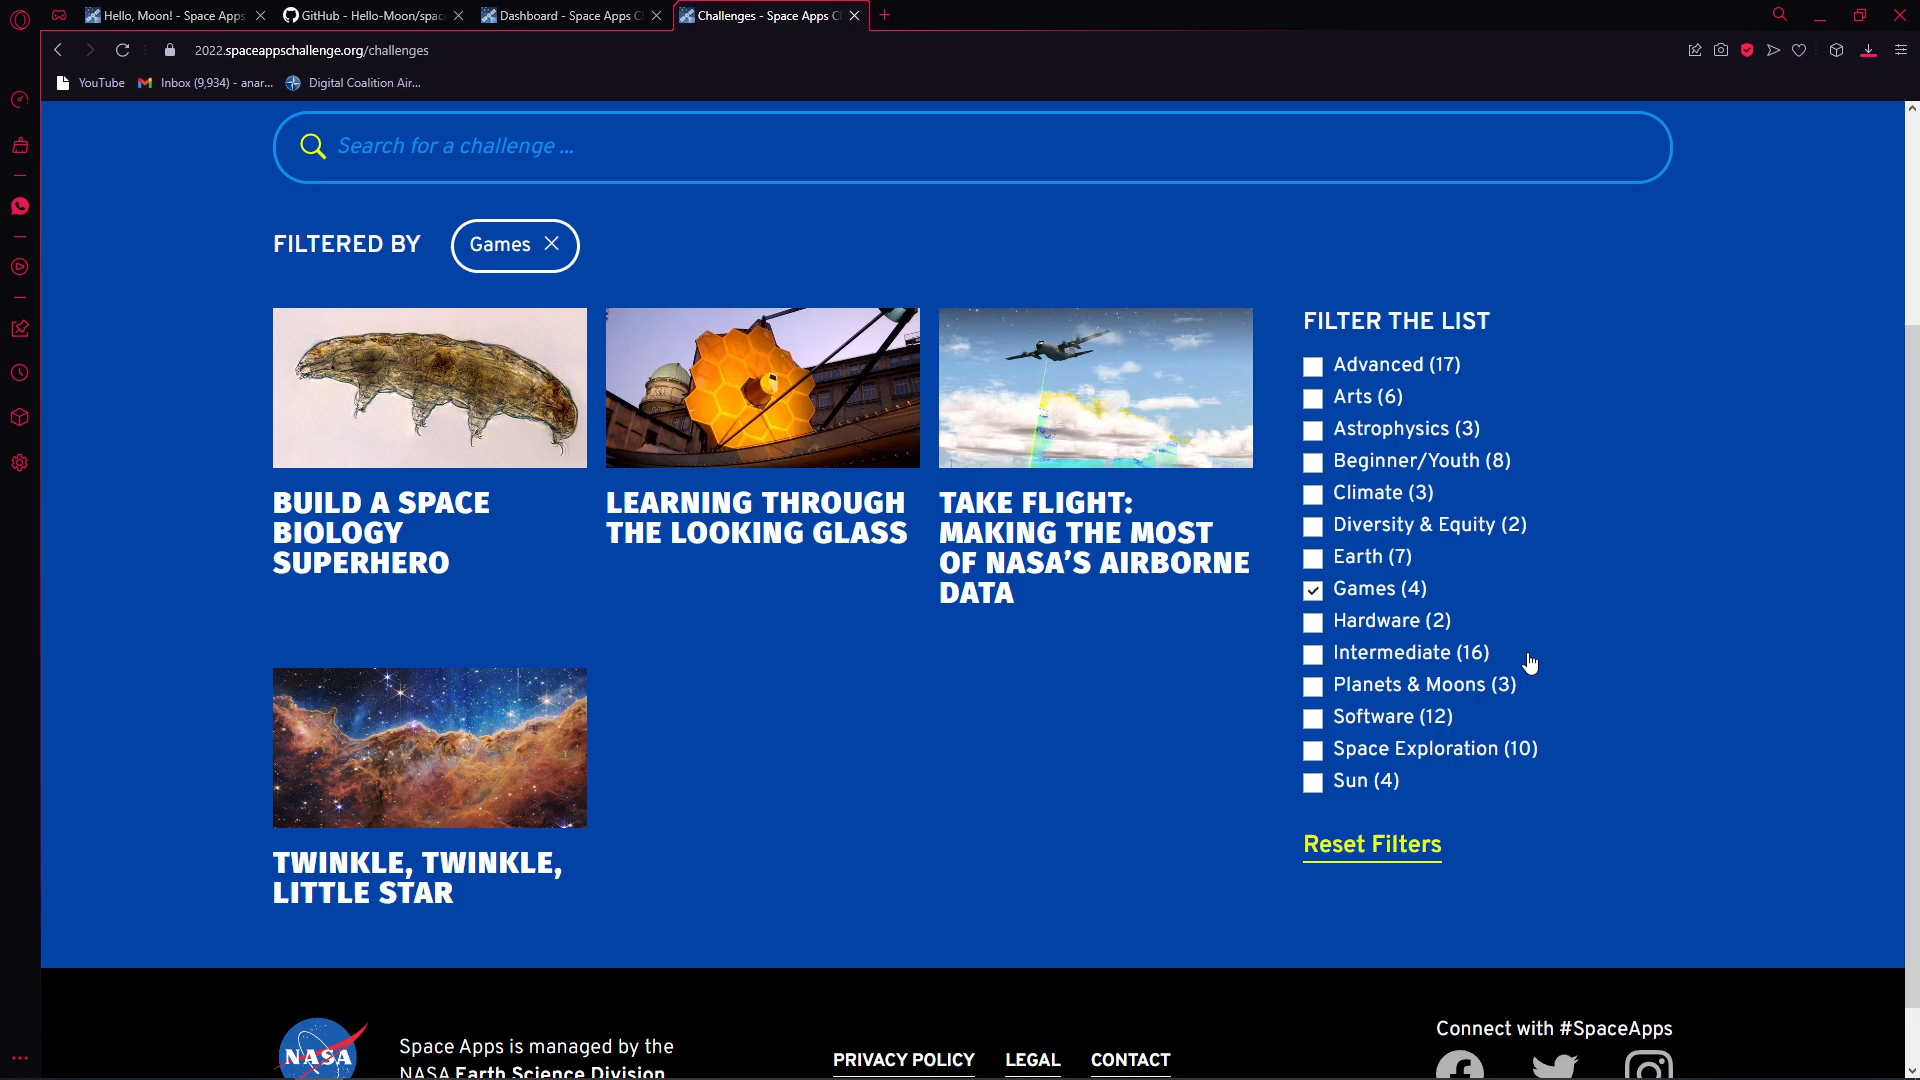 Hello, Moon! - Space Apps
GitHub - Hello-Moon/spac
Dashboard - Space Apps C
Challenges - Space Apps C
2022.spaceappschallenge.org/challenges
YouTube
Inbox (9,934) - anar...
Digital Coalition Air...
Search for a challenge ...
FILTERED BY
Games
BUILD A SPACE
BIOLOGY
SUPERHERO
LEARNING THROUGH
THE LOOKING GLASS
TAKE FLIGHT:
MAKING THE MOST
OF NASA'S AIRBORNE
DATA
TWINKLE, TWINKLE,
LITTLE STAR
FILTER THE LIST
Advanced (17)
Arts (6)
Astrophysics (3)
Beginner/Youth (8)
Climate (3)
Diversity & Equity (2)
Earth (7)
Games (4)
Hardware (2)
Intermediate (16)
Planets & Moons (3)
Software (12)
Space Exploration (10)
Sun (4)
Reset Filters
NASA
Space Apps is managed by the
NASA Earth Science Division
PRIVACY POLICY
LEGAL
CONTACT
Connect with #SpaceApps